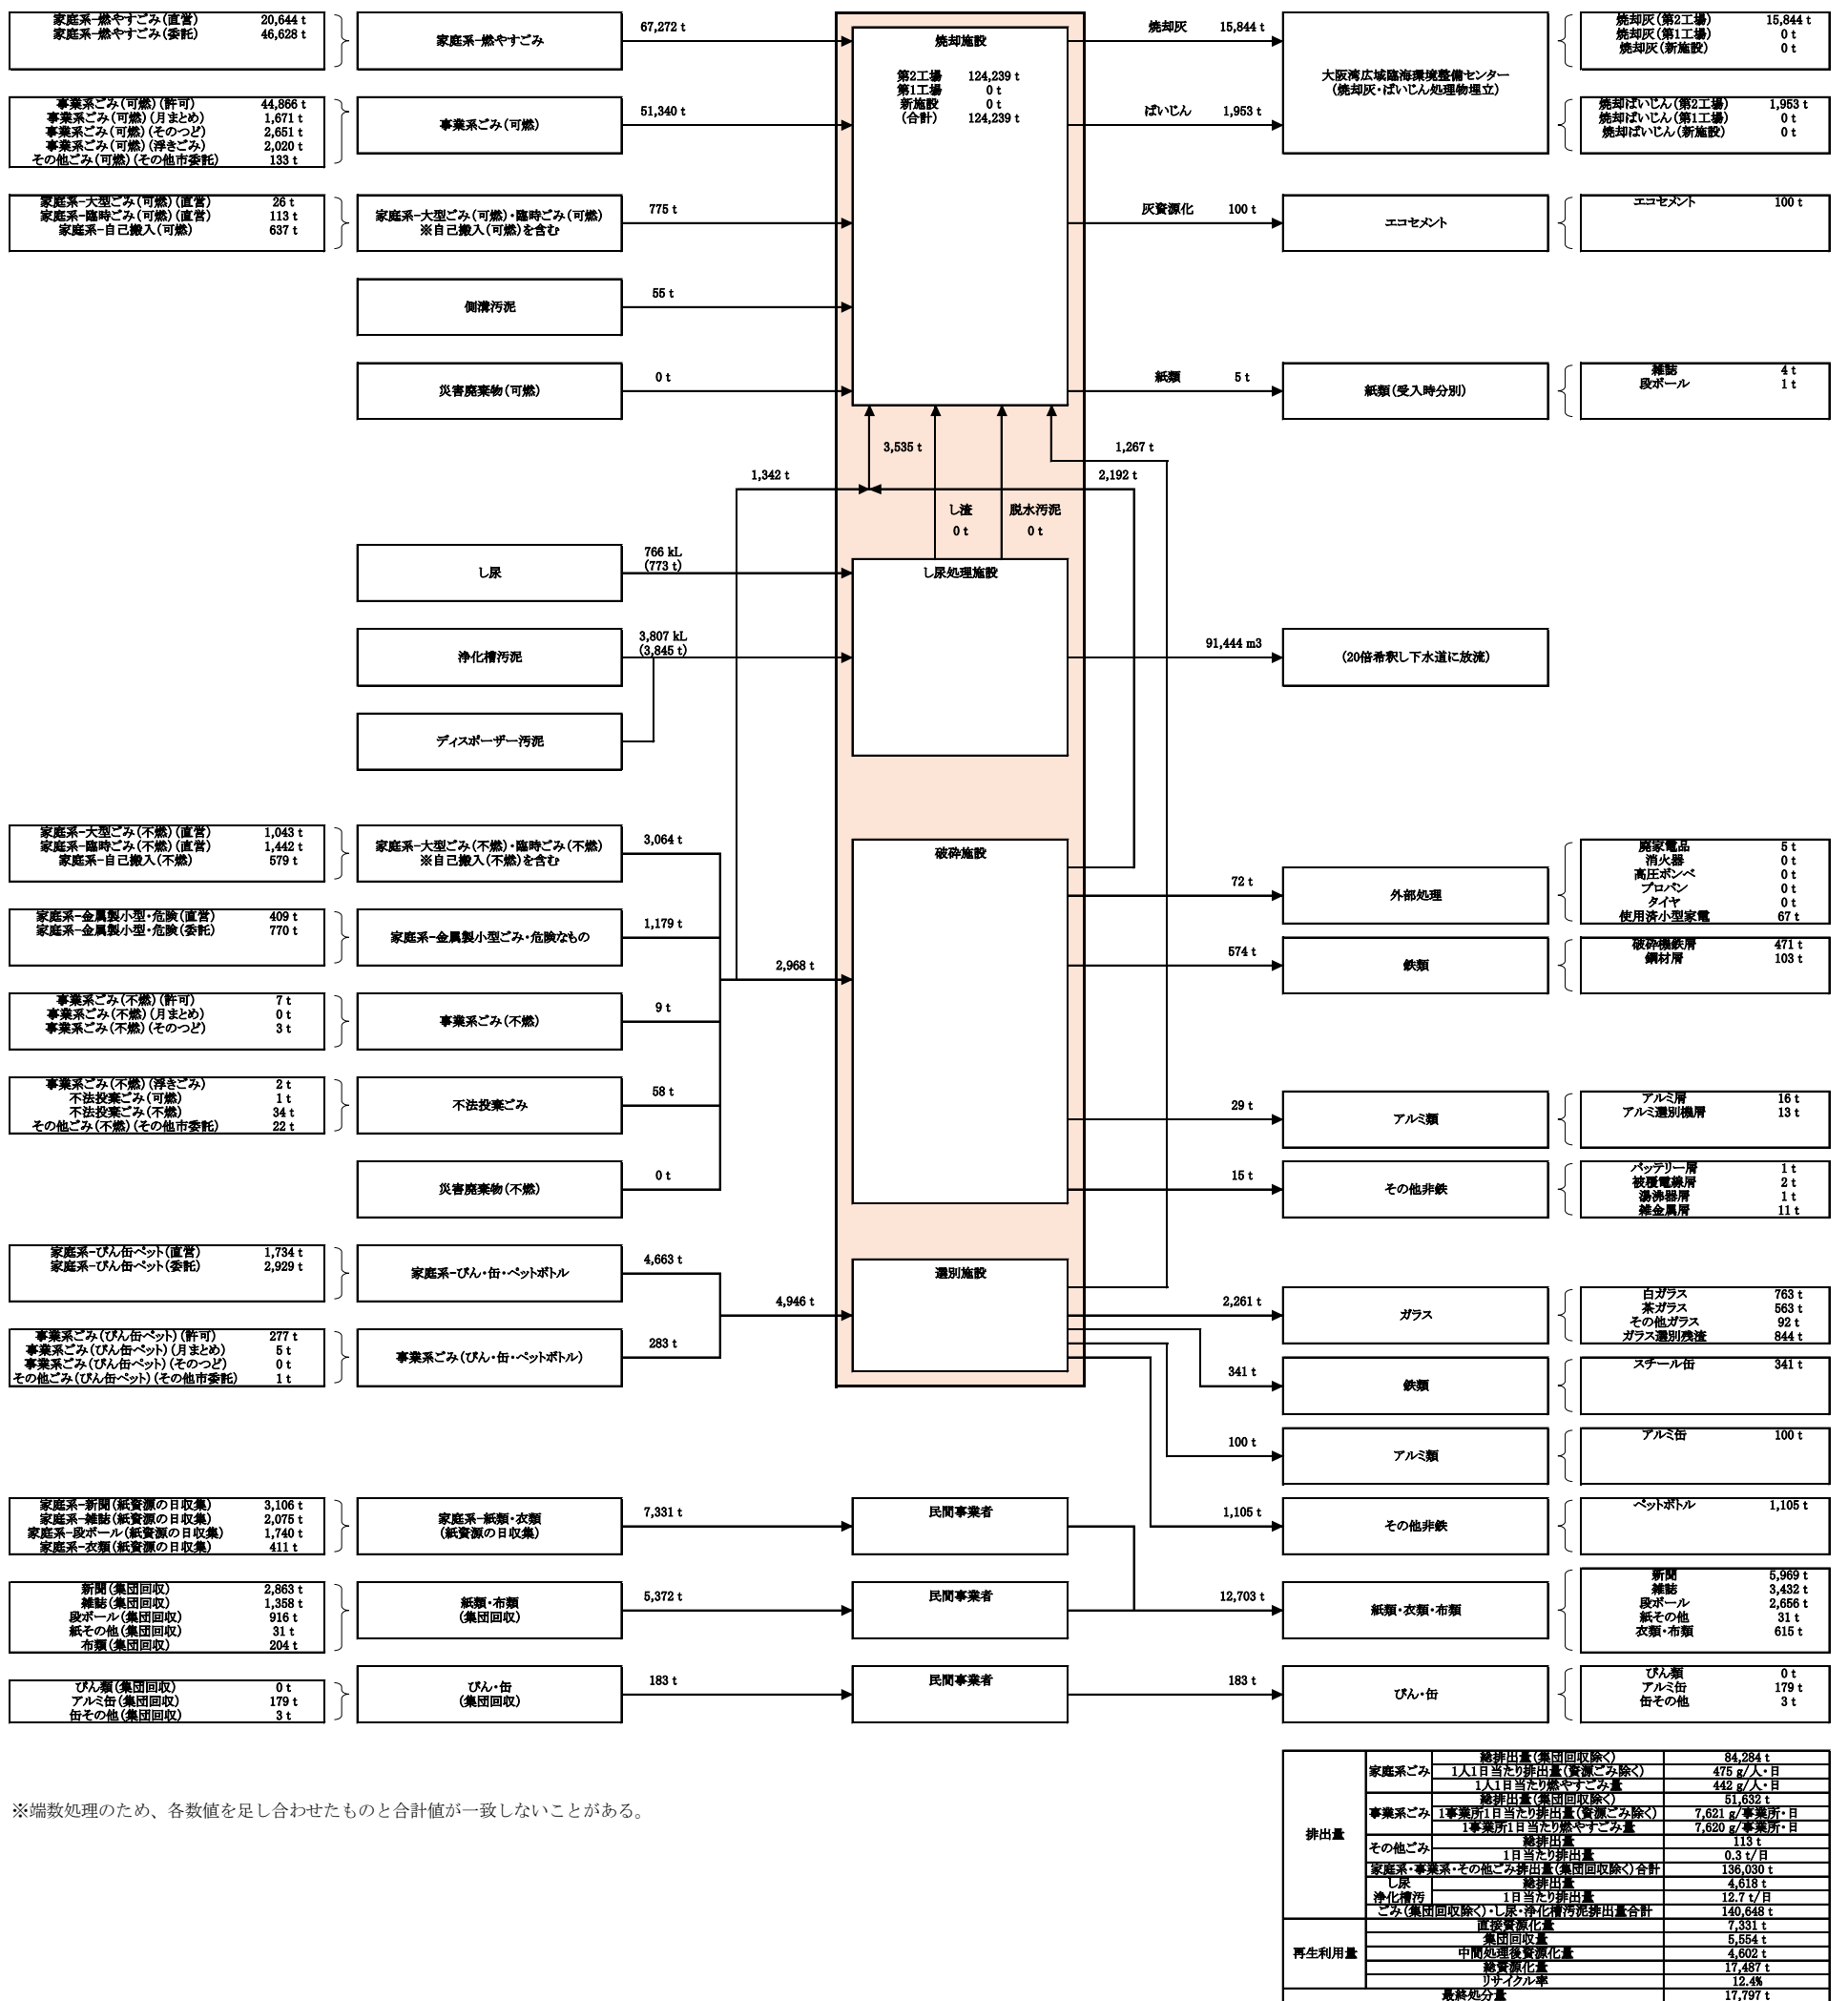 家庭系-燃やすごみ(直営) 20,644 t
家庭系-燃やすごみ(委託) 46,628 t
家庭系-燃やすごみ
67,272 t
事業系ごみ(可燃)(許可) 44,866 t
事業系ごみ(可燃)(月まとめ) 1,671 t
事業系ごみ(可燃)(そのつど) 2,651 t
事業系ごみ(可燃)(浮きごみ) 2,020 t
その他ごみ(可燃)(その他市委託) 133 t
事業系ごみ(可燃)
51,340 t
家庭系-大型ごみ(可燃)(直営) 26 t
家庭系-臨時ごみ(可燃)(直営) 113 t
家庭系-自己搬入(可燃) 637 t
家庭系-大型ごみ(可燃)・臨時ごみ(可燃)
※自己搬入(可燃)を含む
775 t
側溝汚泥
55 t
災害廃棄物(可燃)
0 t
焼却施設
第2工場 124,239 t
第1工場 0 t
新施設 0 t
(合計) 124,239 t
焼却灰 15,844 t
ばいじん 1,953 t
大阪湾広域臨海環境整備センター
(焼却灰・ばいじん処理物埋立)
焼却灰(第2工場) 15,844 t
焼却灰(第1工場) 0 t
焼却灰(新施設) 0 t
焼却ばいじん(第2工場) 1,953 t
焼却ばいじん(第1工場) 0 t
焼却ばいじん(新施設) 0 t
灰資源化 100 t
エコセメント
エコセメント 100 t
紙類 5 t
紙類(受入時分別)
雑誌 4 t
段ボール 1 t
3,535 t
1,267 t
1,342 t
2,192 t
し渣
0 t
脱水汚泥
0 t
し尿
766 kL
(773 t)
し尿処理施設
浄化槽汚泥
3,807 kL
(3,845 t)
91,444 m3
(20倍希釈し下水道に放流)
ディスポーザー汚泥
家庭系-大型ごみ(不燃)(直営) 1,043 t
家庭系-臨時ごみ(不燃)(直営) 1,442 t
家庭系-自己搬入(不燃) 579 t
家庭系-大型ごみ(不燃)・臨時ごみ(不燃)
※自己搬入(不燃)を含む
3,064 t
家庭系-金属製小型・危険(直営) 409 t
家庭系-金属製小型・危険(委託) 770 t
家庭系-金属製小型ごみ・危険なもの
1,179 t
2,968 t
事業系ごみ(不燃)(許可) 7 t
事業系ごみ(不燃)(月まとめ) 0 t
事業系ごみ(不燃)(そのつど) 3 t
事業系ごみ(不燃)
9 t
事業系ごみ(不燃)(浮きごみ) 2 t
不法投棄ごみ(可燃) 1 t
不法投棄ごみ(不燃) 34 t
その他ごみ(不燃)(その他市委託) 22 t
不法投棄ごみ
58 t
災害廃棄物(不燃)
0 t
破砕施設
72 t
外部処理
廃家電品 5 t
消火器 0 t
高圧ボンベ 0 t
プロパン 0 t
タイヤ 0 t
使用済小型家電 67 t
574 t
鉄類
破砕機鉄屑 471 t
鋼材屑 103 t
29 t
アルミ類
アルミ屑 16 t
アルミ選別機屑 13 t
15 t
その他非鉄
バッテリー屑 1 t
被覆電線屑 2 t
湯沸器屑 1 t
雑金属屑 11 t
家庭系-びん缶ペット(直営) 1,734 t
家庭系-びん缶ペット(委託) 2,929 t
家庭系-びん・缶・ペットボトル
4,663 t
4,946 t
事業系ごみ(びん缶ペット)(許可) 277 t
事業系ごみ(びん缶ペット)(月まとめ) 5 t
事業系ごみ(びん缶ペット)(そのつど) 0 t
その他ごみ(びん缶ペット)(その他市委託) 1 t
事業系ごみ(びん・缶・ペットボトル)
283 t
選別施設
2,261 t
ガラス
白ガラス 763 t
茶ガラス 563 t
その他ガラス 92 t
ガラス選別残渣 844 t
341 t
鉄類
スチール缶 341 t
100 t
アルミ類
アルミ缶 100 t
1,105 t
その他非鉄
ペットボトル 1,105 t
家庭系-新聞(紙資源の日収集) 3,106 t
家庭系-雑誌(紙資源の日収集) 2,075 t
家庭系-段ボール(紙資源の日収集) 1,740 t
家庭系-衣類(紙資源の日収集) 411 t
家庭系-紙類・衣類
(紙資源の日収集)
7,331 t
民間事業者
新聞(集団回収) 2,863 t
雑誌(集団回収) 1,358 t
段ボール(集団回収) 916 t
紙その他(集団回収) 31 t
布類(集団回収) 204 t
紙類・布類
(集団回収)
5,372 t
民間事業者
12,703 t
紙類・衣類・布類
新聞 5,969 t
雑誌 3,432 t
段ボール 2,656 t
紙その他 31 t
衣類・布類 615 t
びん類(集団回収) 0 t
アルミ缶(集団回収) 179 t
缶その他(集団回収) 3 t
びん・缶
(集団回収)
183 t
民間事業者
183 t
びん・缶
びん類 0 t
アルミ缶 179 t
缶その他 3 t
※端数処理のため、各数値を足し合わせたものと合計値が一致しないことがある。
排出量
家庭系ごみ
総排出量(集団回収除く) 84,284 t
1人1日当たり排出量(資源ごみ除く) 475 g/人・日
1人1日当たり燃やすごみ量 442 g/人・日
事業系ごみ
総排出量(集団回収除く) 51,632 t
1事業所1日当たり排出量(資源ごみ除く) 7,621 g/事業所・日
1事業所1日当たり燃やすごみ量 7,620 g/事業所・日
その他ごみ
総排出量 113 t
1日当たり排出量 0.3 t/日
家庭系・事業系・その他ごみ排出量(集団回収除く)合計 136,030 t
し尿
浄化槽汚
総排出量 4,618 t
1日当たり排出量 12.7 t/日
ごみ(集団回収除く)・し尿・浄化槽汚泥排出量合計 140,648 t
再生利用量
直接資源化量 7,331 t
集団回収量 5,554 t
中間処理後資源化量 4,602 t
総資源化量 17,487 t
リサイクル率 12.4%
最終処分量 17,797 t